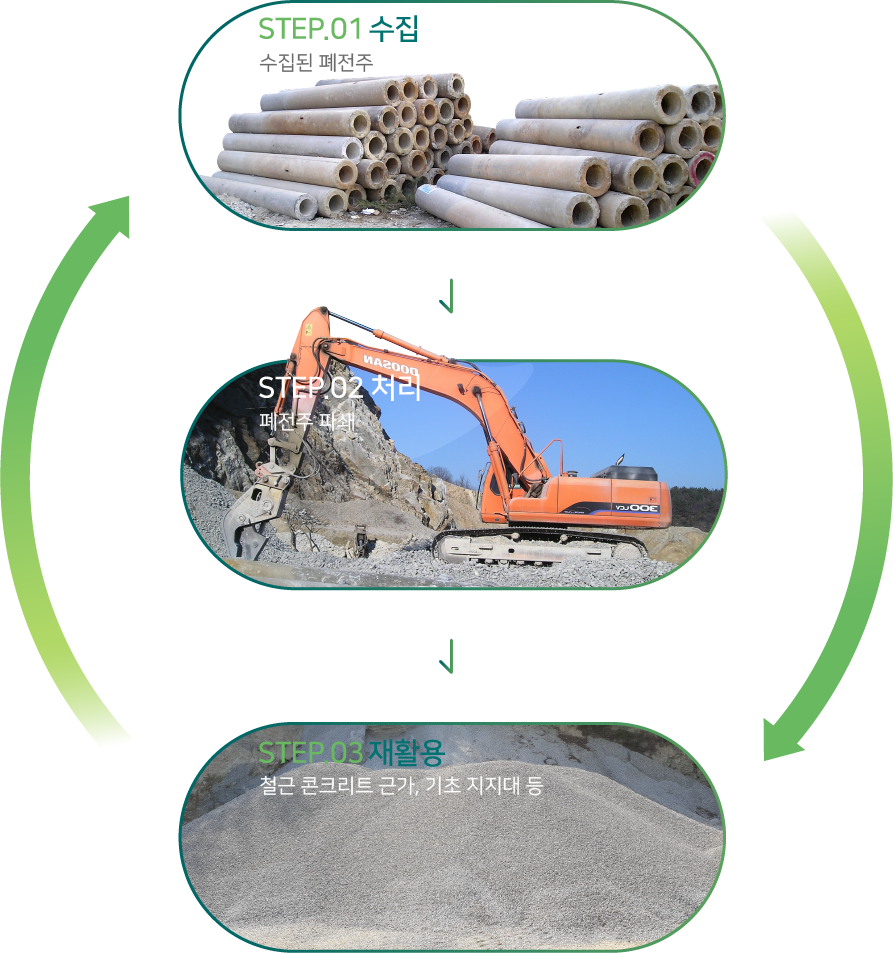 STEP.01 수집
수집된 폐전주
DOOSAN
STEP.02 처리
폐전주 파쇄
300LCV
STEP.03 재활용
철근 콘크리트 근가, 기초 지지대 등